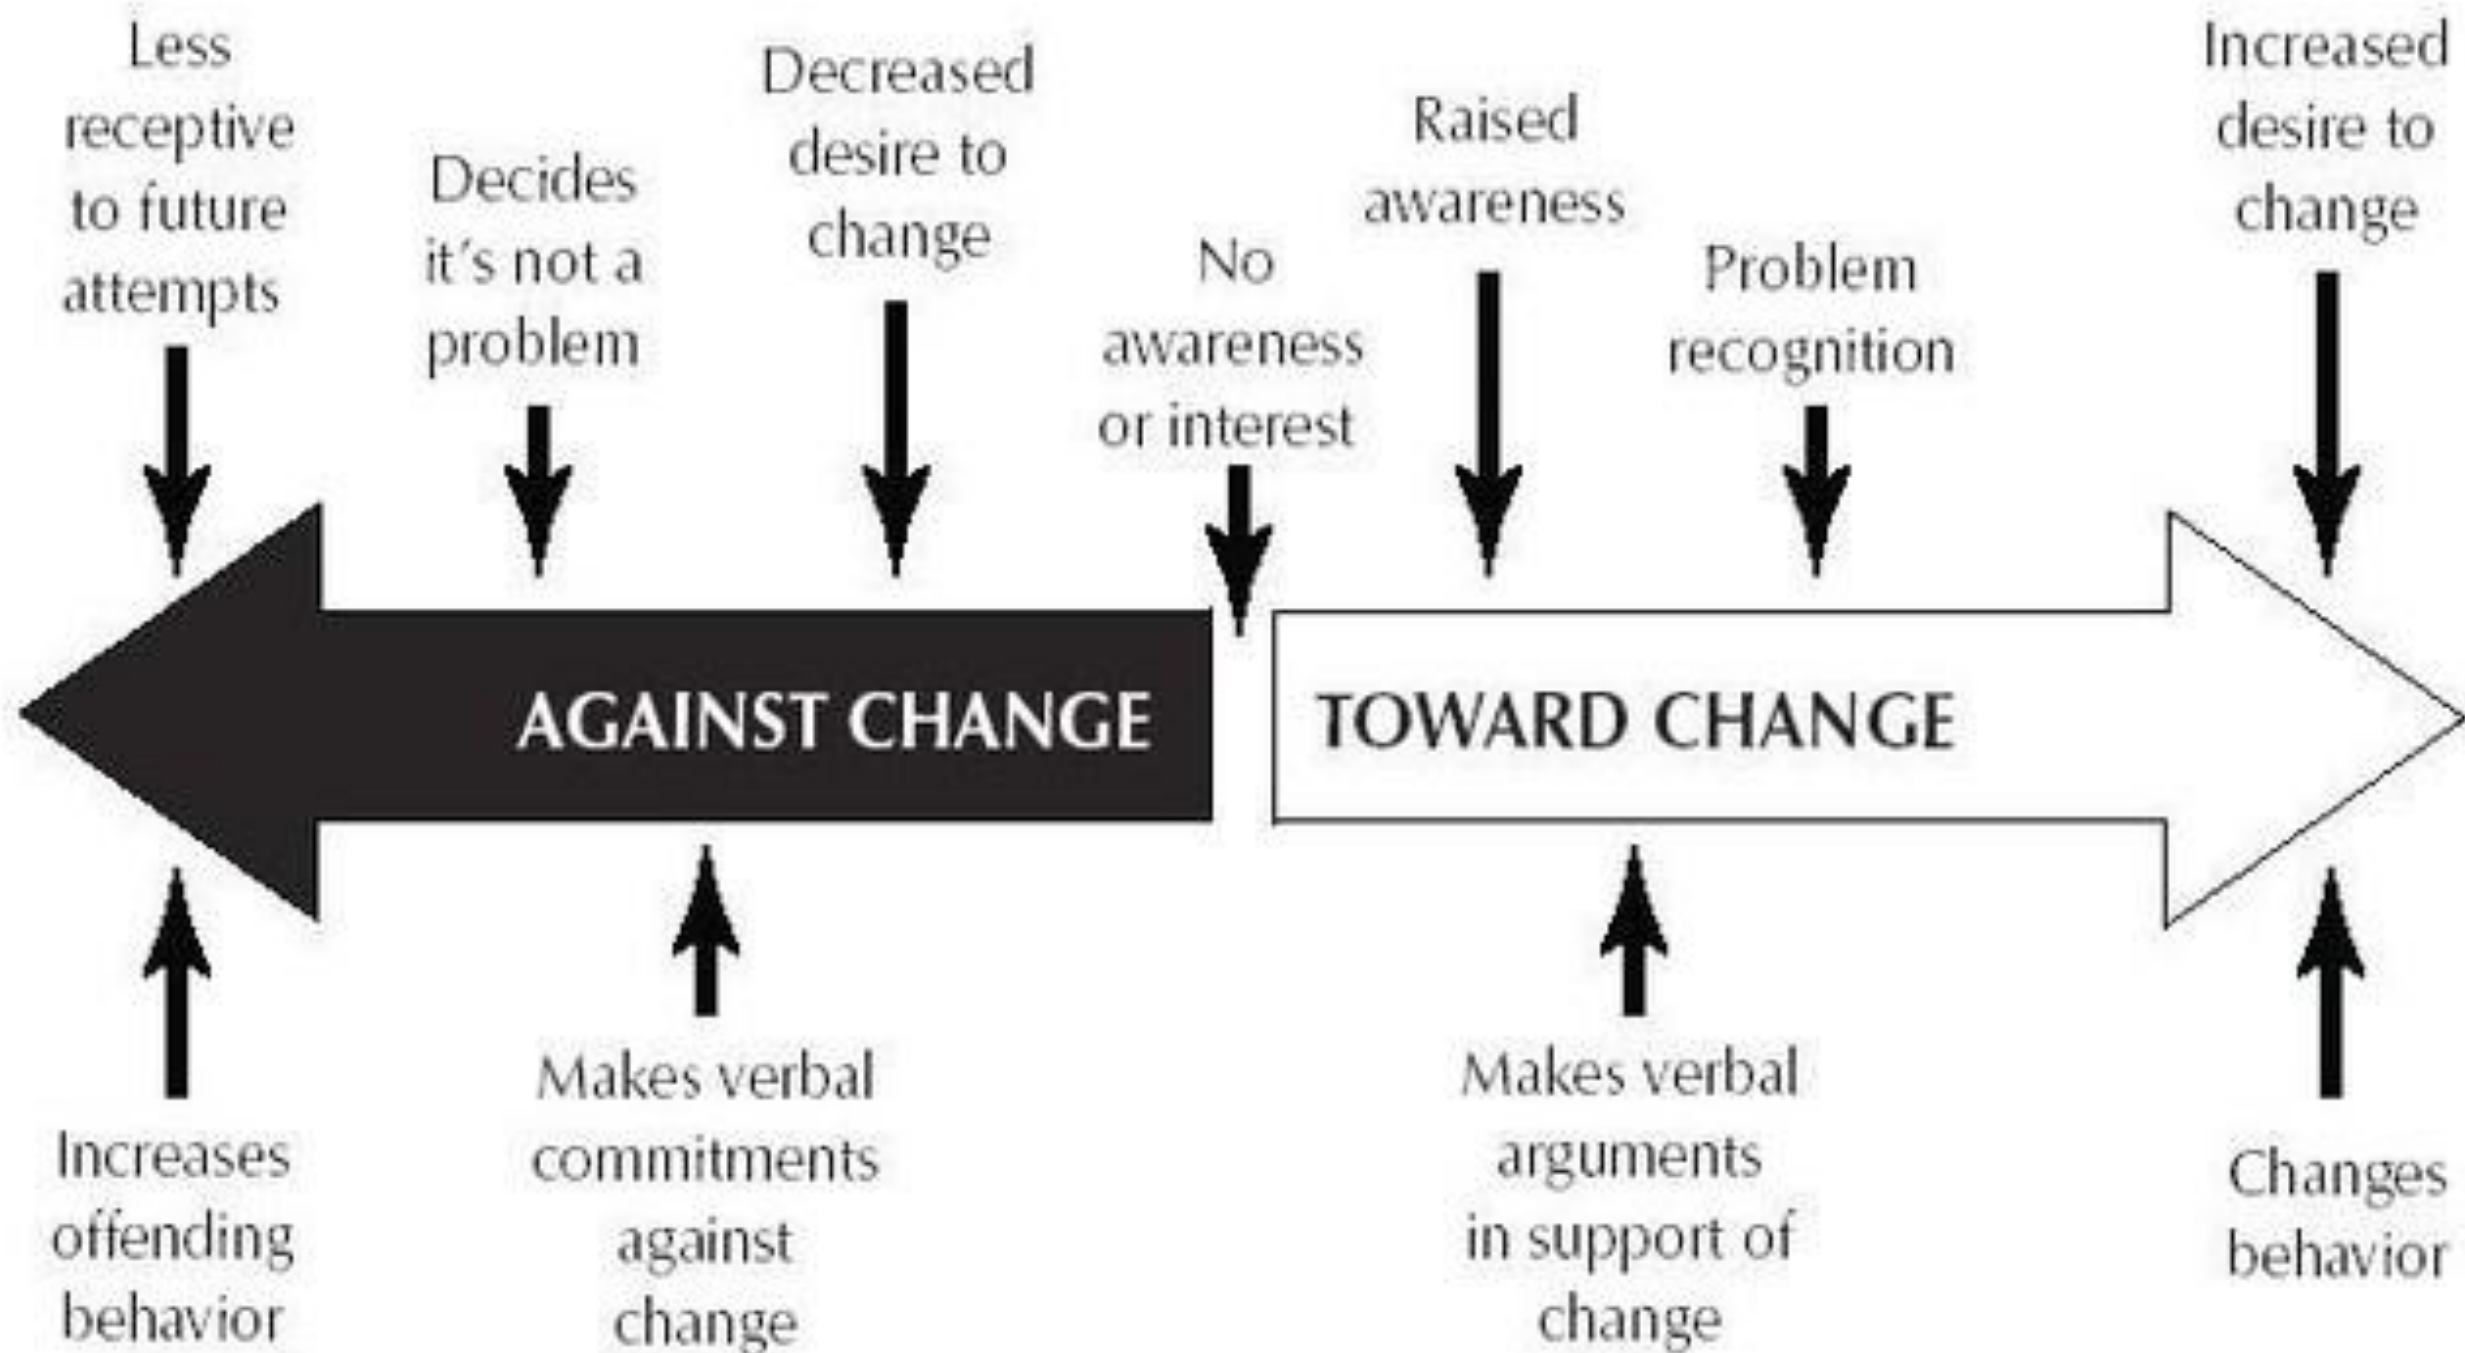 Less
receptive
to future
attempts
Decides
it's not a
problem
Decreased
desire to
change
No
awareness
or interest
Raised
awareness
Problem
recognition
Increased
desire to
change
AGAINST CHANGE
TOWARD CHANGE
Increases
offending
behavior
Makes verbal
commitments
against
change
Makes verbal
arguments
in support of
change
Changes
behavior